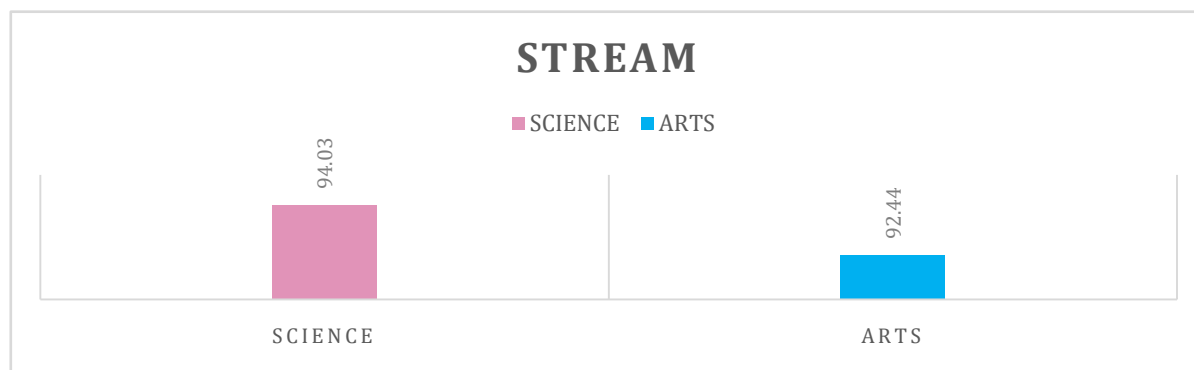 STREAM
SCIENCE ARTS
94.03
92.44
SCIENCE
ARTS